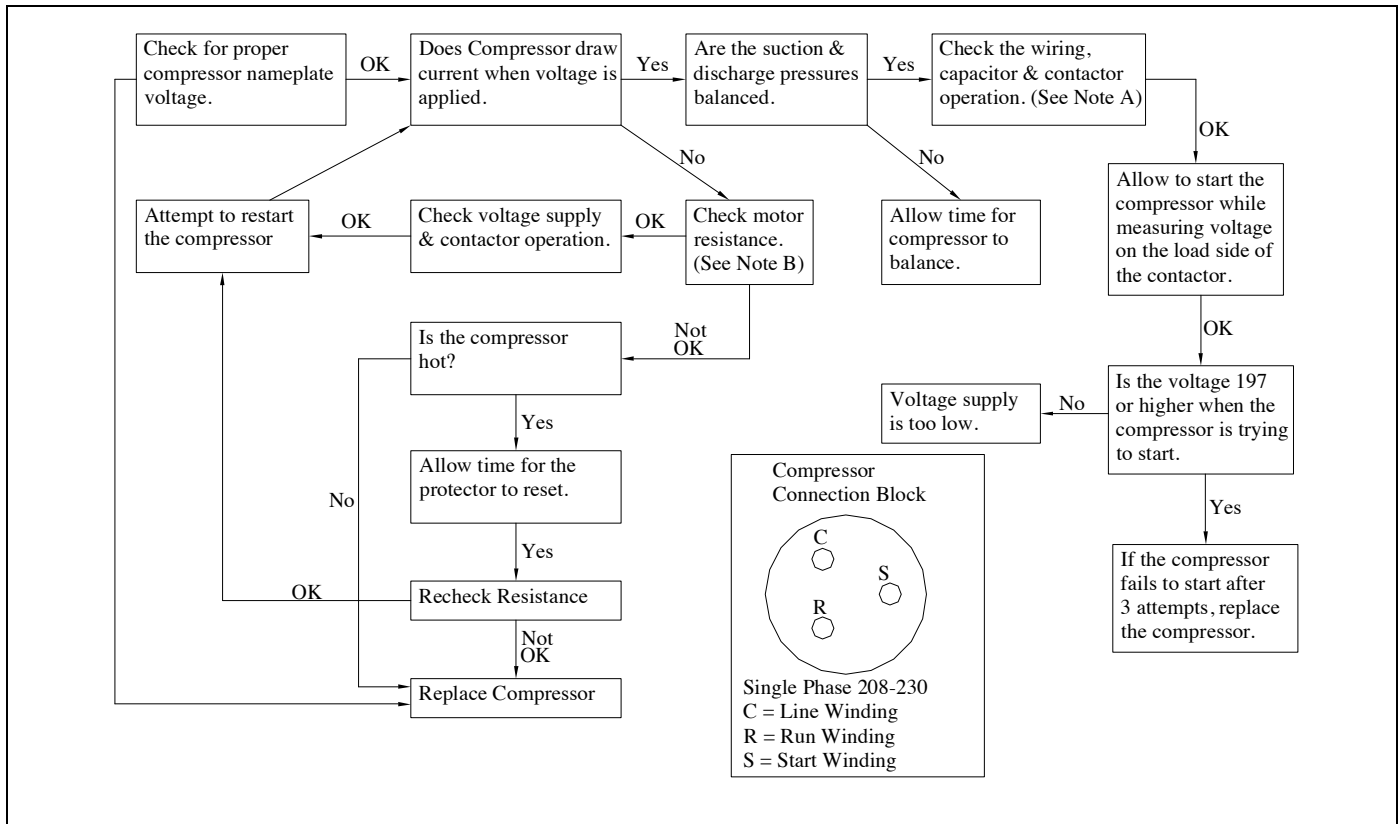 Check for proper
compressor nameplate
voltage.
OK
Does Compressor draw
current when voltage is
applied.
Yes
Are the suction &
discharge pressures
balanced.
Yes
Check the wiring,
capacitor & contactor
operation. (See Note A)
OK
No
No
Attempt to restart
the compressor
OK
Check voltage supply
& contactor operation.
OK
Check motor
resistance.
(See Note B)
Allow time for
compressor to
balance.
Allow to start the
compressor while
measuring voltage
on the load side of
the contactor.
OK
Is the compressor
hot?
Not
OK
Is the voltage 197
or higher when the
compressor is trying
to start.
No
Voltage supply
is too low.
Yes
No
Allow time for the
protector to reset.
Yes
OK
Recheck Resistance
Not
OK
Replace Compressor
Compressor
Connection Block
C
S
R
Single Phase 208-230
C = Line Winding
R = Run Winding
S = Start Winding
Yes
If the compressor
fails to start after
3 attempts, replace
the compressor.